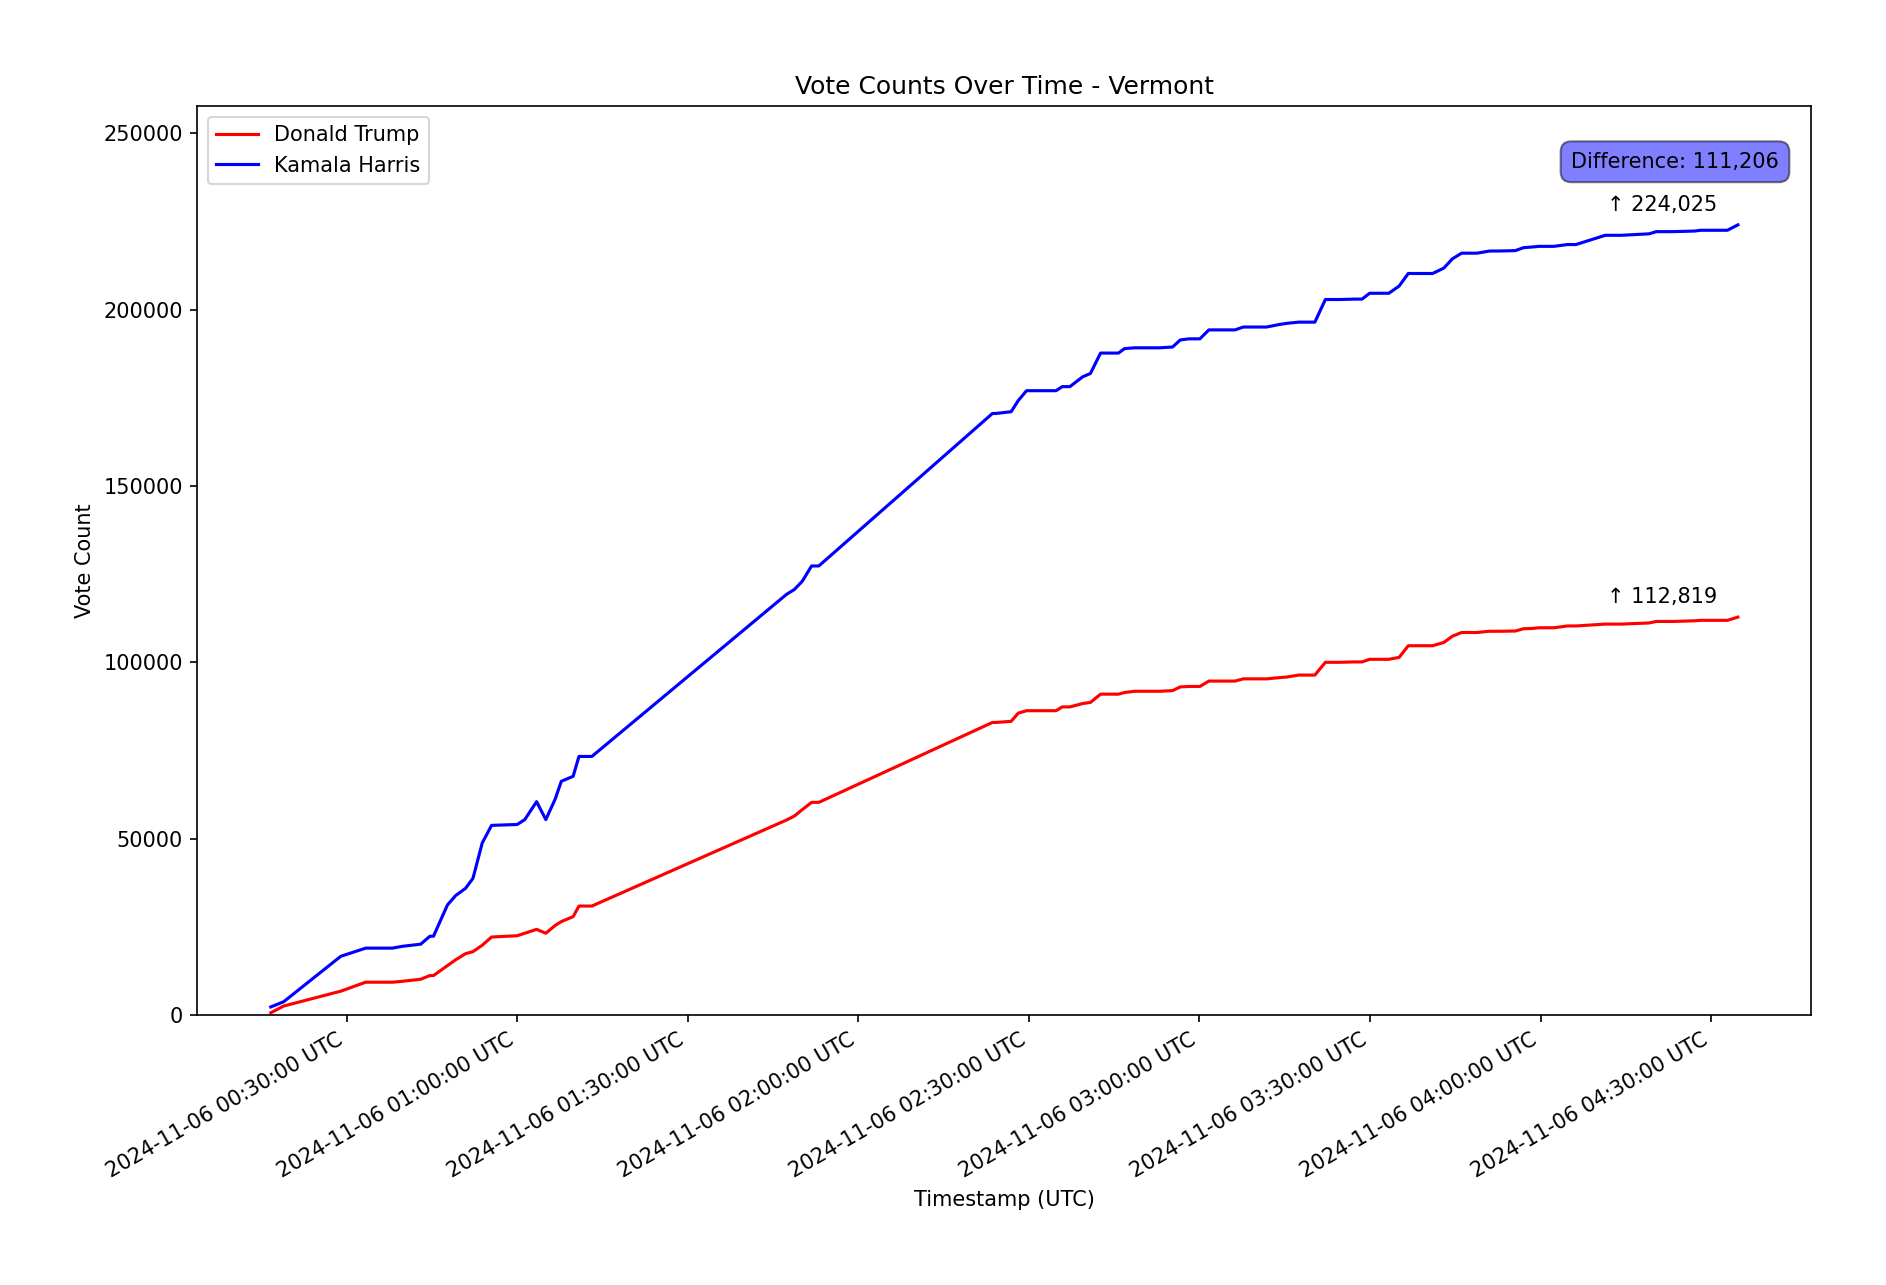 Vote Counts Over Time - Vermont
Donald Trump
Kamala Harris
Difference: 111,206
↑ 224,025
↑ 112,819
Vote Count
250000
200000
150000
100000
50000
0
2024-11-06 00:30:00 UTC
2024-11-06 01:00:00 UTC
2024-11-06 01:30:00 UTC
2024-11-06 02:00:00 UTC
2024-11-06 02:30:00 UTC
2024-11-06 03:00:00 UTC
2024-11-06 03:30:00 UTC
2024-11-06 04:00:00 UTC
2024-11-06 04:30:00 UTC
Timestamp (UTC)